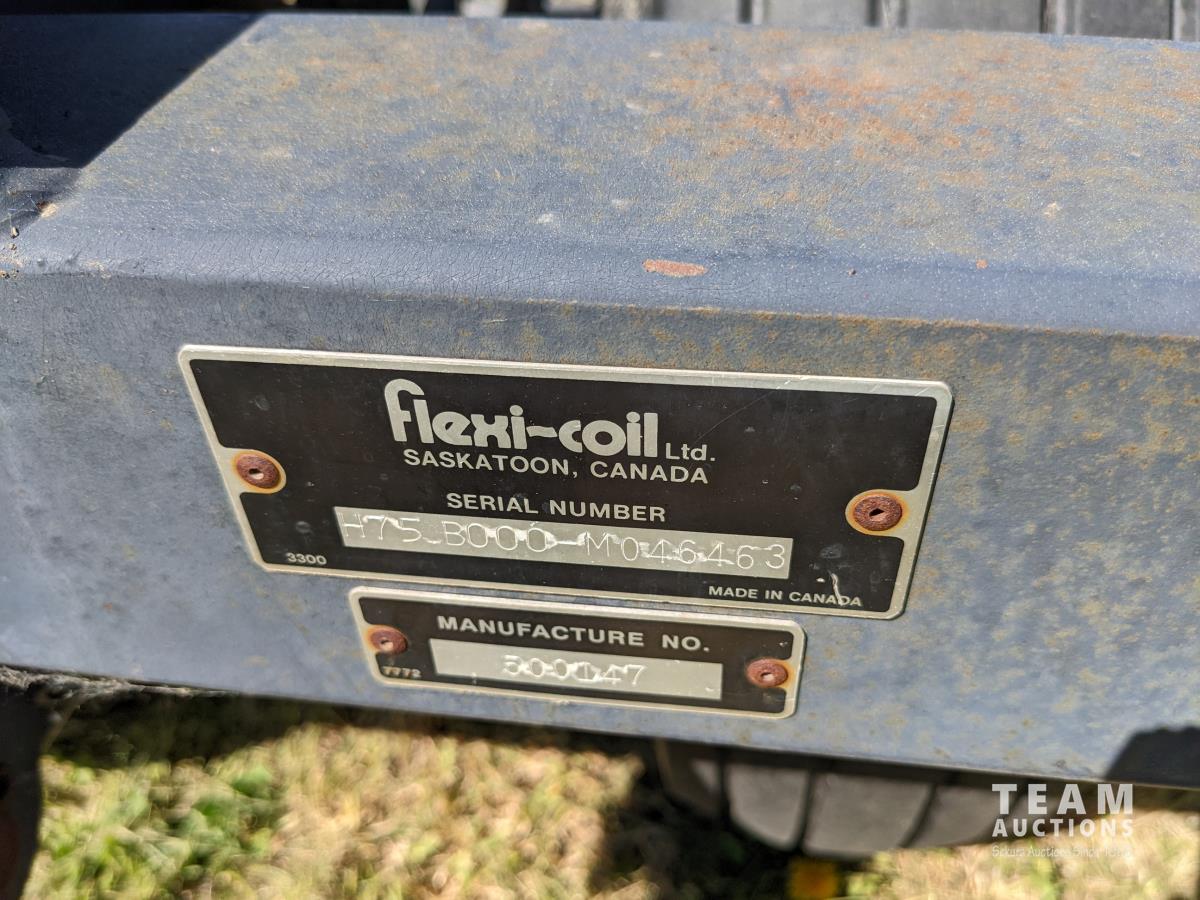 flexi-coil Ltd.
SASKATOON, CANADA
SERIAL NUMBER
H75 B000-M046463
3300
MADE IN CANADA
MANUFACTURE NO.
500147
7772
TEAM
AUCTIONS